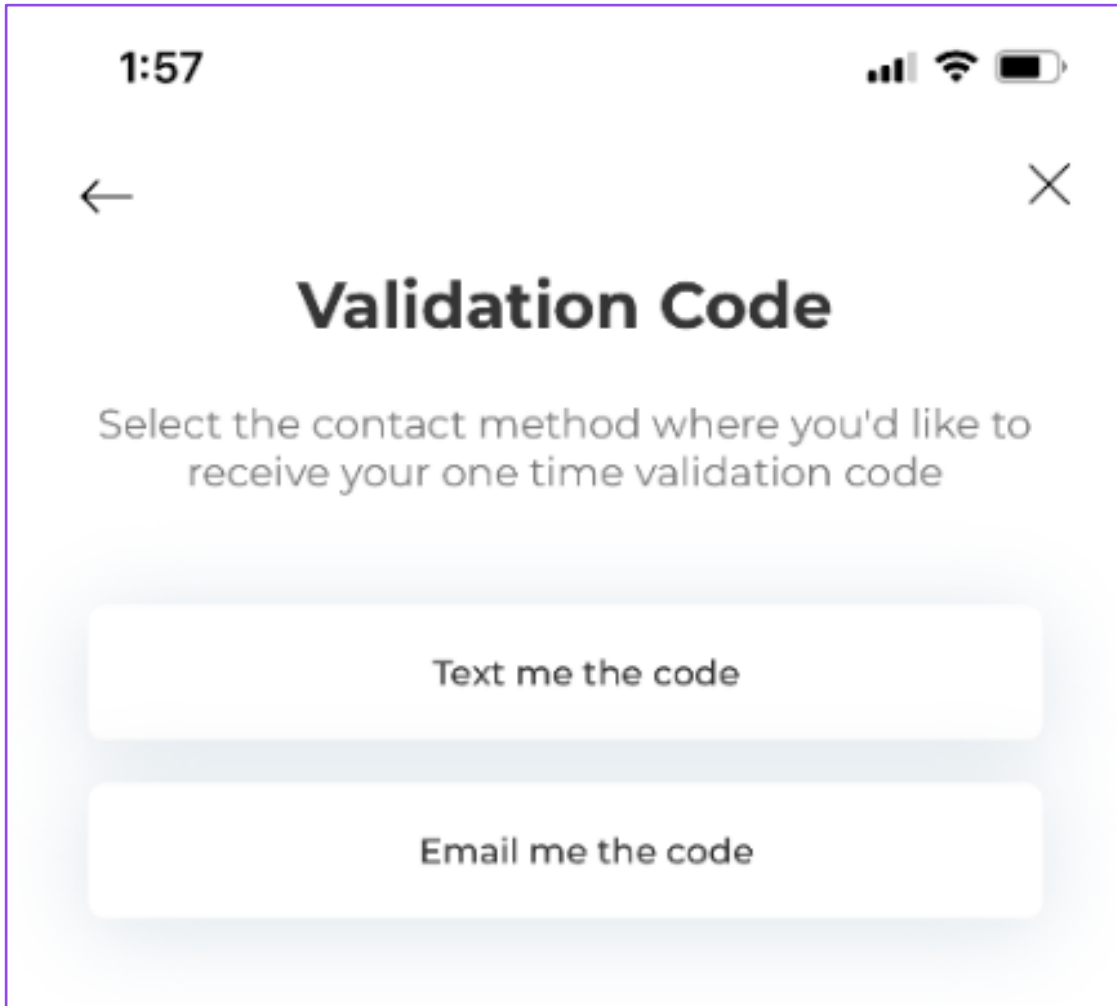 1:57
Validation Code
Select the contact method where you'd like to
receive your one time validation code
Text me the code
Email me the code